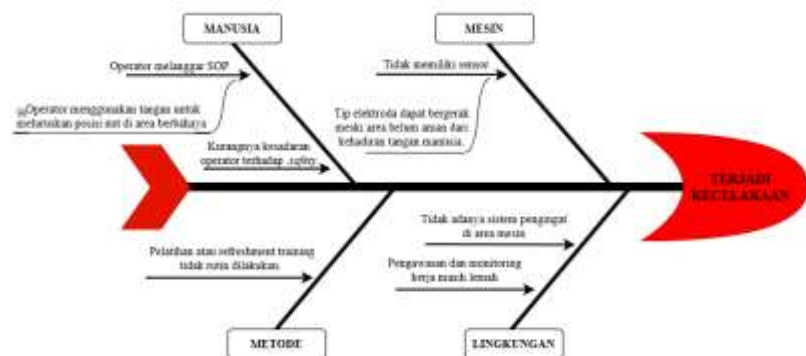 MANUSIA
MESIN
Operator melanggar SOP
Tidak memiliki sensor
Operator menggunakan tangan untuk
meluruskan posisi nut di area berbahaya
Tip elektroda dapat bergerak
meski area belum aman dari
kehadiran tangan manusia.
Kurangnya kesadaran
operator terhadap safety
TERJADI
KECELAKAAN
Tidak adanya sistem pengingat
di area mesin
Pelatihan atau refreshment training
tidak rutin dilakukan
Pengawasan dan monitoring
kerja masih lemah
METODE
LINGKUNGAN